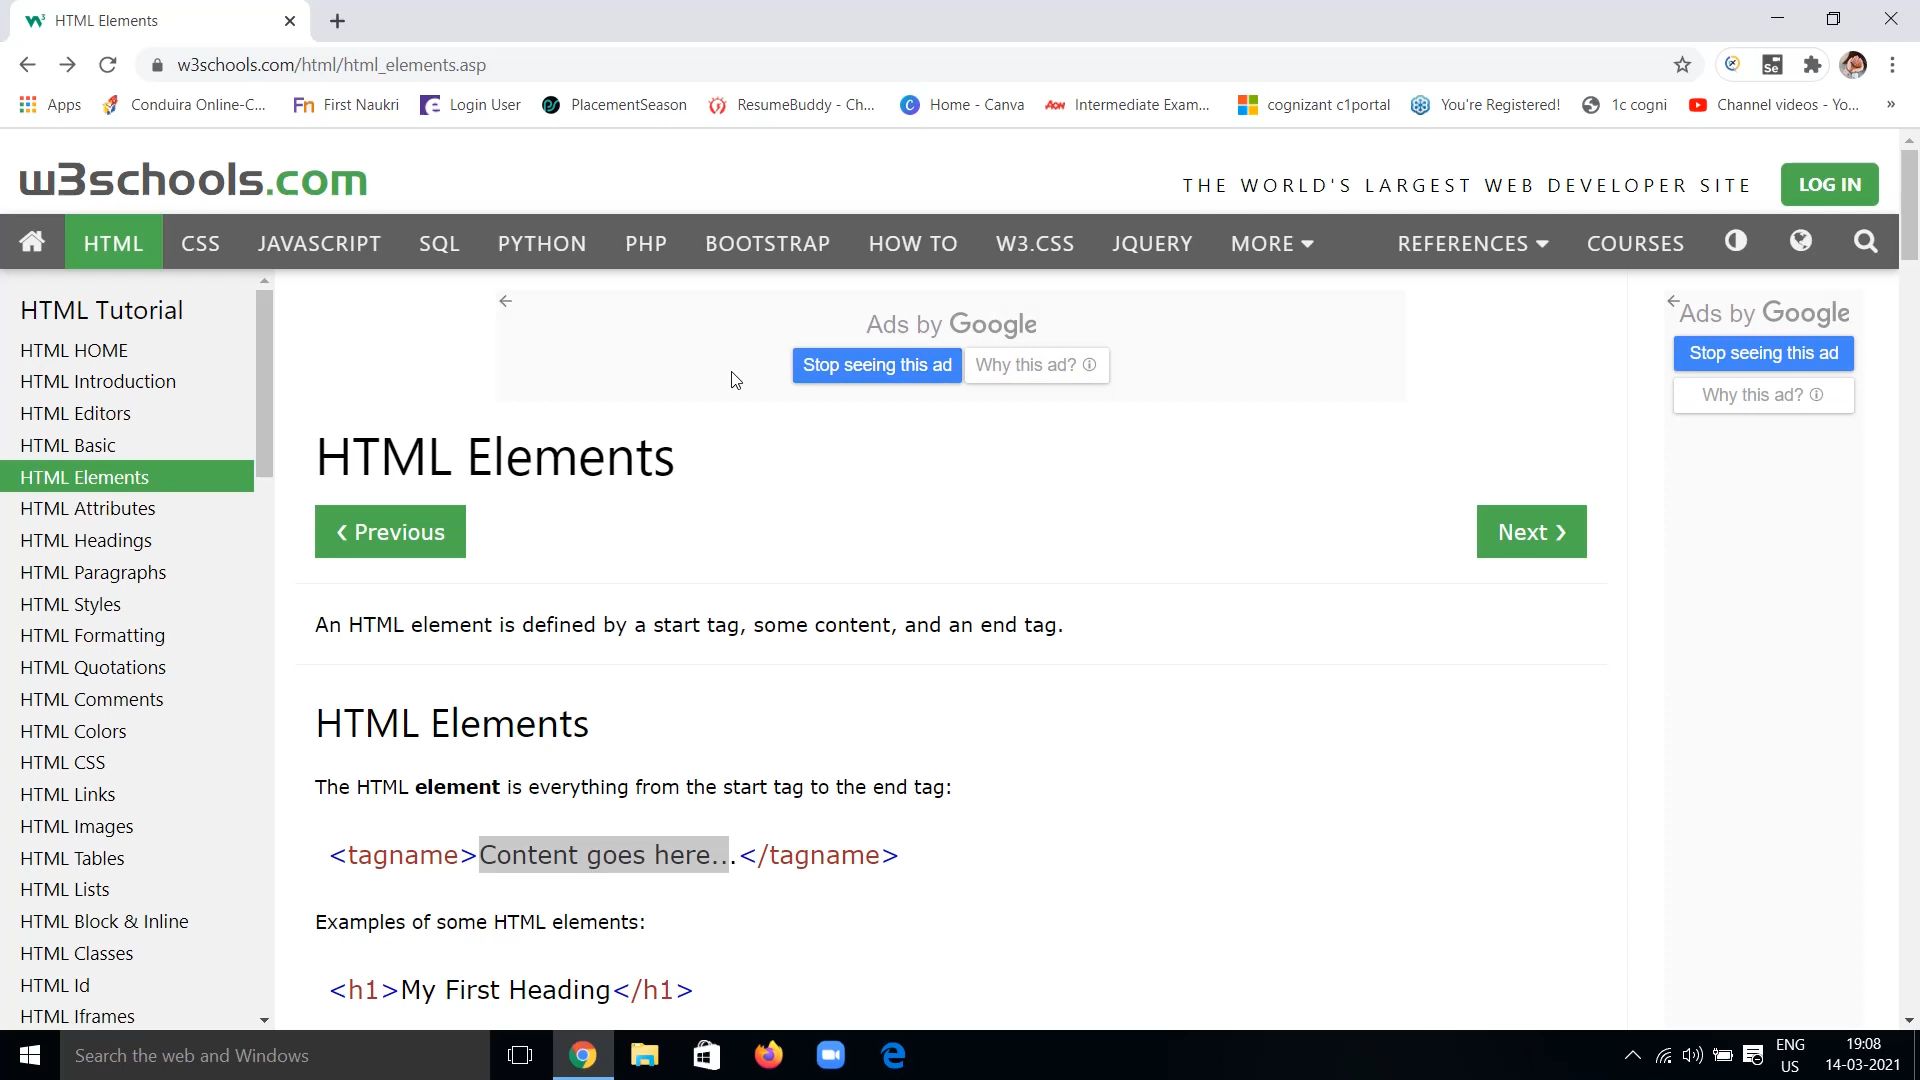 HTML Elements
w3schools.com/html/html_elements.asp
Apps Conduira Online-C... First Naukri Login User PlacementSeason ResumeBuddy - Ch... Home - Canva Intermediate Exam... cognizant c1portal You're Registered! 1c cogni Channel videos - Yo... »
w3schools.com
THE WORLD'S LARGEST WEB DEVELOPER SITE
LOG IN
HTML CSS JAVASCRIPT SQL PYTHON PHP BOOTSTRAP HOW TO W3.CSS JQUERY MORE REFERENCES COURSES
HTML Tutorial
HTML HOME
HTML Introduction
HTML Editors
HTML Basic
HTML Elements
HTML Attributes
HTML Headings
HTML Paragraphs
HTML Styles
HTML Formatting
HTML Quotations
HTML Comments
HTML Colors
HTML CSS
HTML Links
HTML Images
HTML Tables
HTML Lists
HTML Block & Inline
HTML Classes
HTML Id
HTML Iframes
Ads by Google
Stop seeing this ad Why this ad?
HTML Elements
❮ Previous
Next ❯
An HTML element is defined by a start tag, some content, and an end tag.
HTML Elements
The HTML element is everything from the start tag to the end tag:
<tagname>Content goes here...</tagname>
Examples of some HTML elements:
<h1>My First Heading</h1>
Ads by Google
Stop seeing this ad
Why this ad?
Search the web and Windows
ENG
US
19:08
14-03-2021